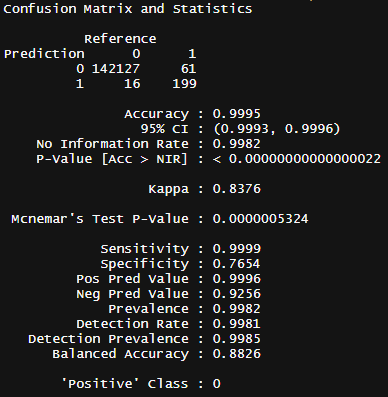 Confusion Matrix and Statistics
Reference
Prediction 0 1
0 142127 61
1 16 199
Accuracy : 0.9995
95% CI : (0.9993, 0.9996)
No Information Rate : 0.9982
P-Value [Acc > NIR] : < 0.00000000000000022
Kappa : 0.8376
Mcnemar's Test P-Value : 0.0000005324
Sensitivity : 0.9999
Specificity : 0.7654
Pos Pred Value : 0.9996
Neg Pred Value : 0.9256
Prevalence : 0.9982
Detection Rate : 0.9981
Detection Prevalence : 0.9985
Balanced Accuracy : 0.8826
'Positive' Class : 0